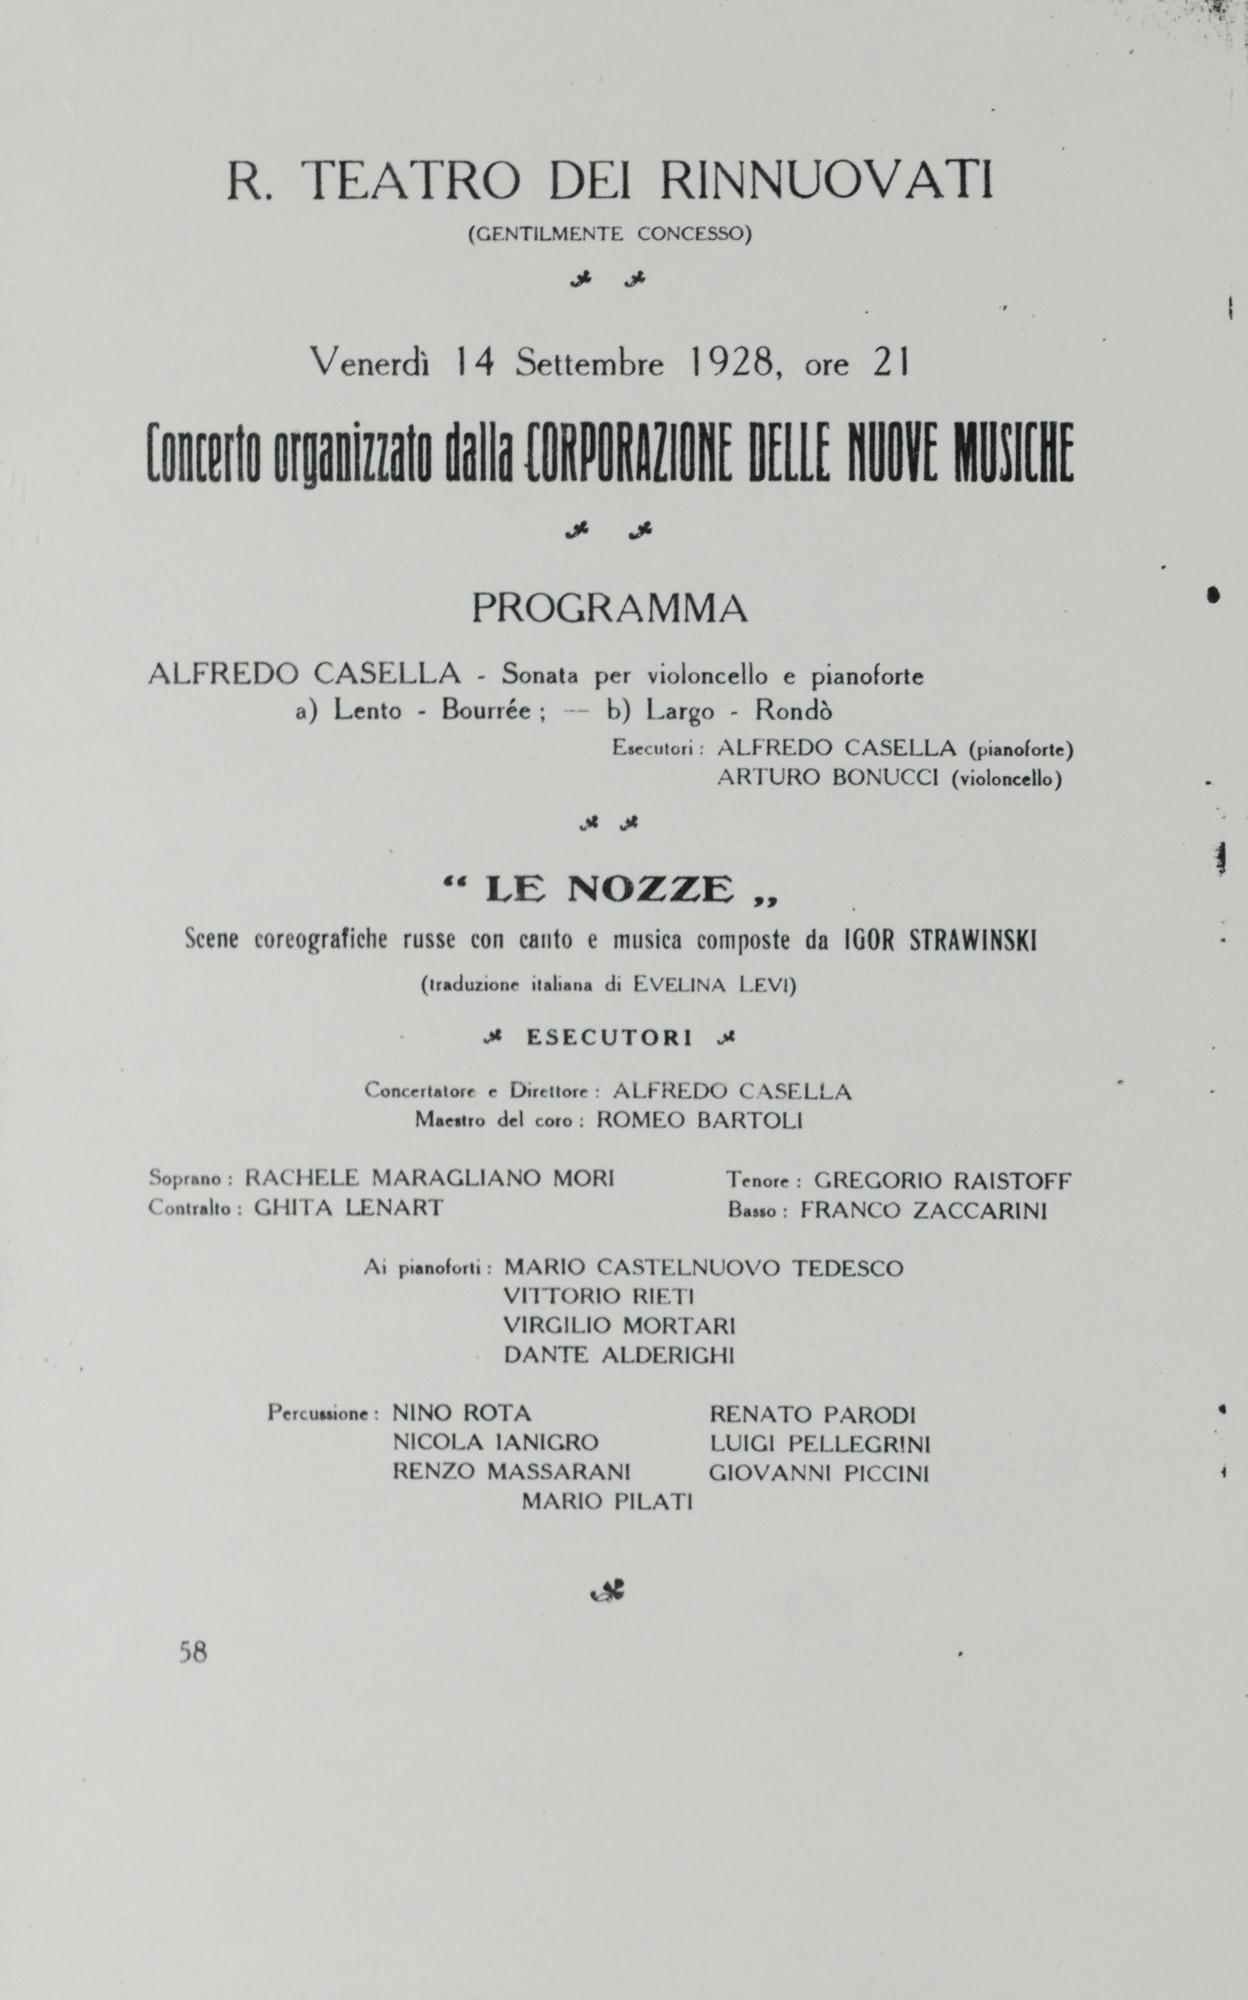 R. TEATRO DEI RINNUOVATI
(GENTILMENTE CONCESSO)
Venerdì 14 Settembre 1928, ore 21
Concerto organizzato dalla CORPORAZIONE DELLE NUOVE MUSICHE
PROGRAMMA
ALFREDO CASELLA - Sonata per violoncello e pianoforte
a) Lento - Bourrée ; — b) Largo - Rondò
Esecutori : ALFREDO CASELLA (pianoforte)
ARTURO BONUCCI (violoncello)
“ LE NOZZE „
Scene coreografiche russe con canto e musica composte da IGOR STRAWINSKI
(traduzione italiana di EVELINA LEVI)
ESECUTORI
Concertatore e Direttore : ALFREDO CASELLA
Maestro del coro : ROMEO BARTOLI
Soprano : RACHELE MARAGLIANO MORI
Contralto : GHITA LENART
Tenore : GREGORIO RAISTOFF
Basso : FRANCO ZACCARINI
Ai pianoforti : MARIO CASTELNUOVO TEDESCO
VITTORIO RIETI
VIRGILIO MORTARI
DANTE ALDERIGHI
Percussione : NINO ROTA
NICOLA IANIGRO
RENZO MASSARANI
RENATO PARODI
LUIGI PELLEGRINI
GIOVANNI PICCINI
MARIO PILATI
58